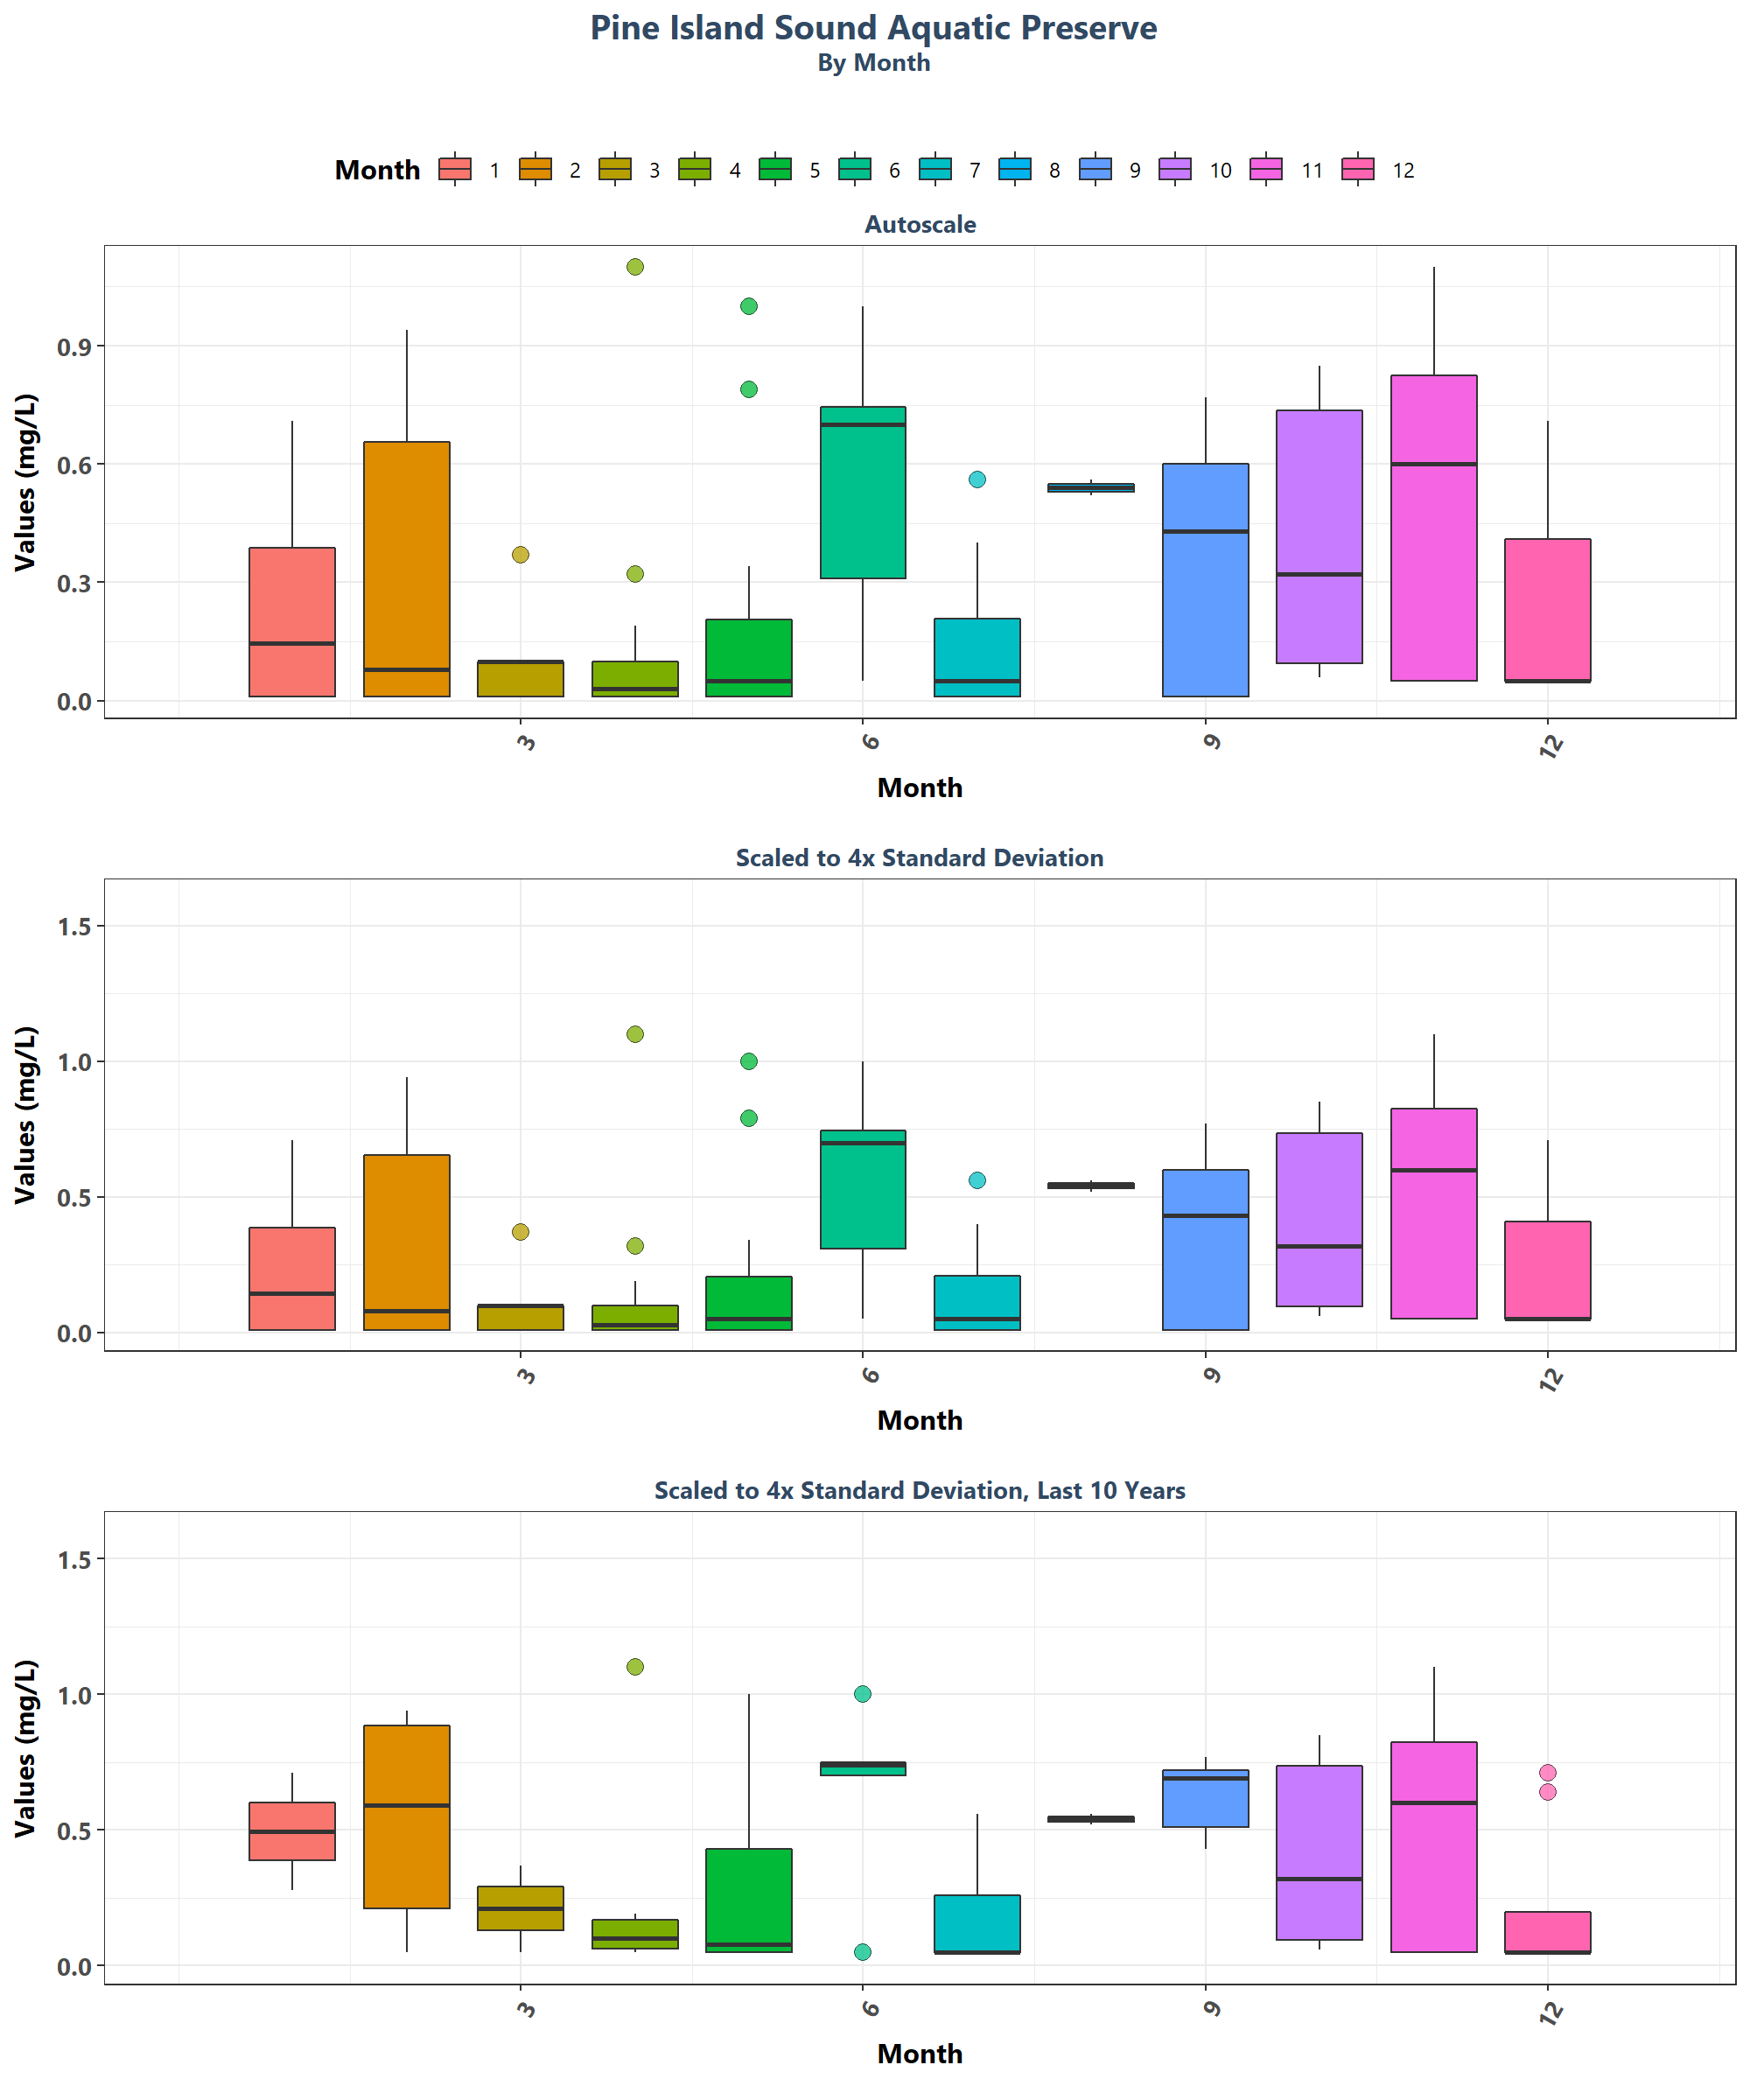 Pine Island Sound Aquatic Preserve
By Month
Month 1 2 3 4 5 6 7 8 9 10 11 12
Autoscale
Values (mg/L)
0.9
0.6
0.3
0.0
3 6 9 12
Month
Scaled to 4x Standard Deviation
Values (mg/L)
1.5
1.0
0.5
0.0
3 6 9 12
Month
Scaled to 4x Standard Deviation, Last 10 Years
Values (mg/L)
1.5
1.0
0.5
0.0
3 6 9 12
Month